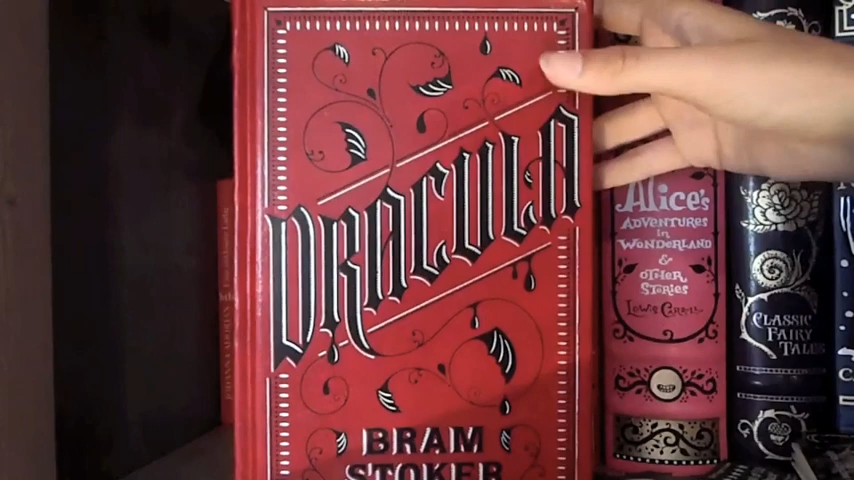 DRACULA
BRAM
STOKER
Alice's
ADVENTURES
in
WONDERLAND
&
OTHER
STORIES
LEWIS CARROLL
CLASSIC
FAIRY
TALES